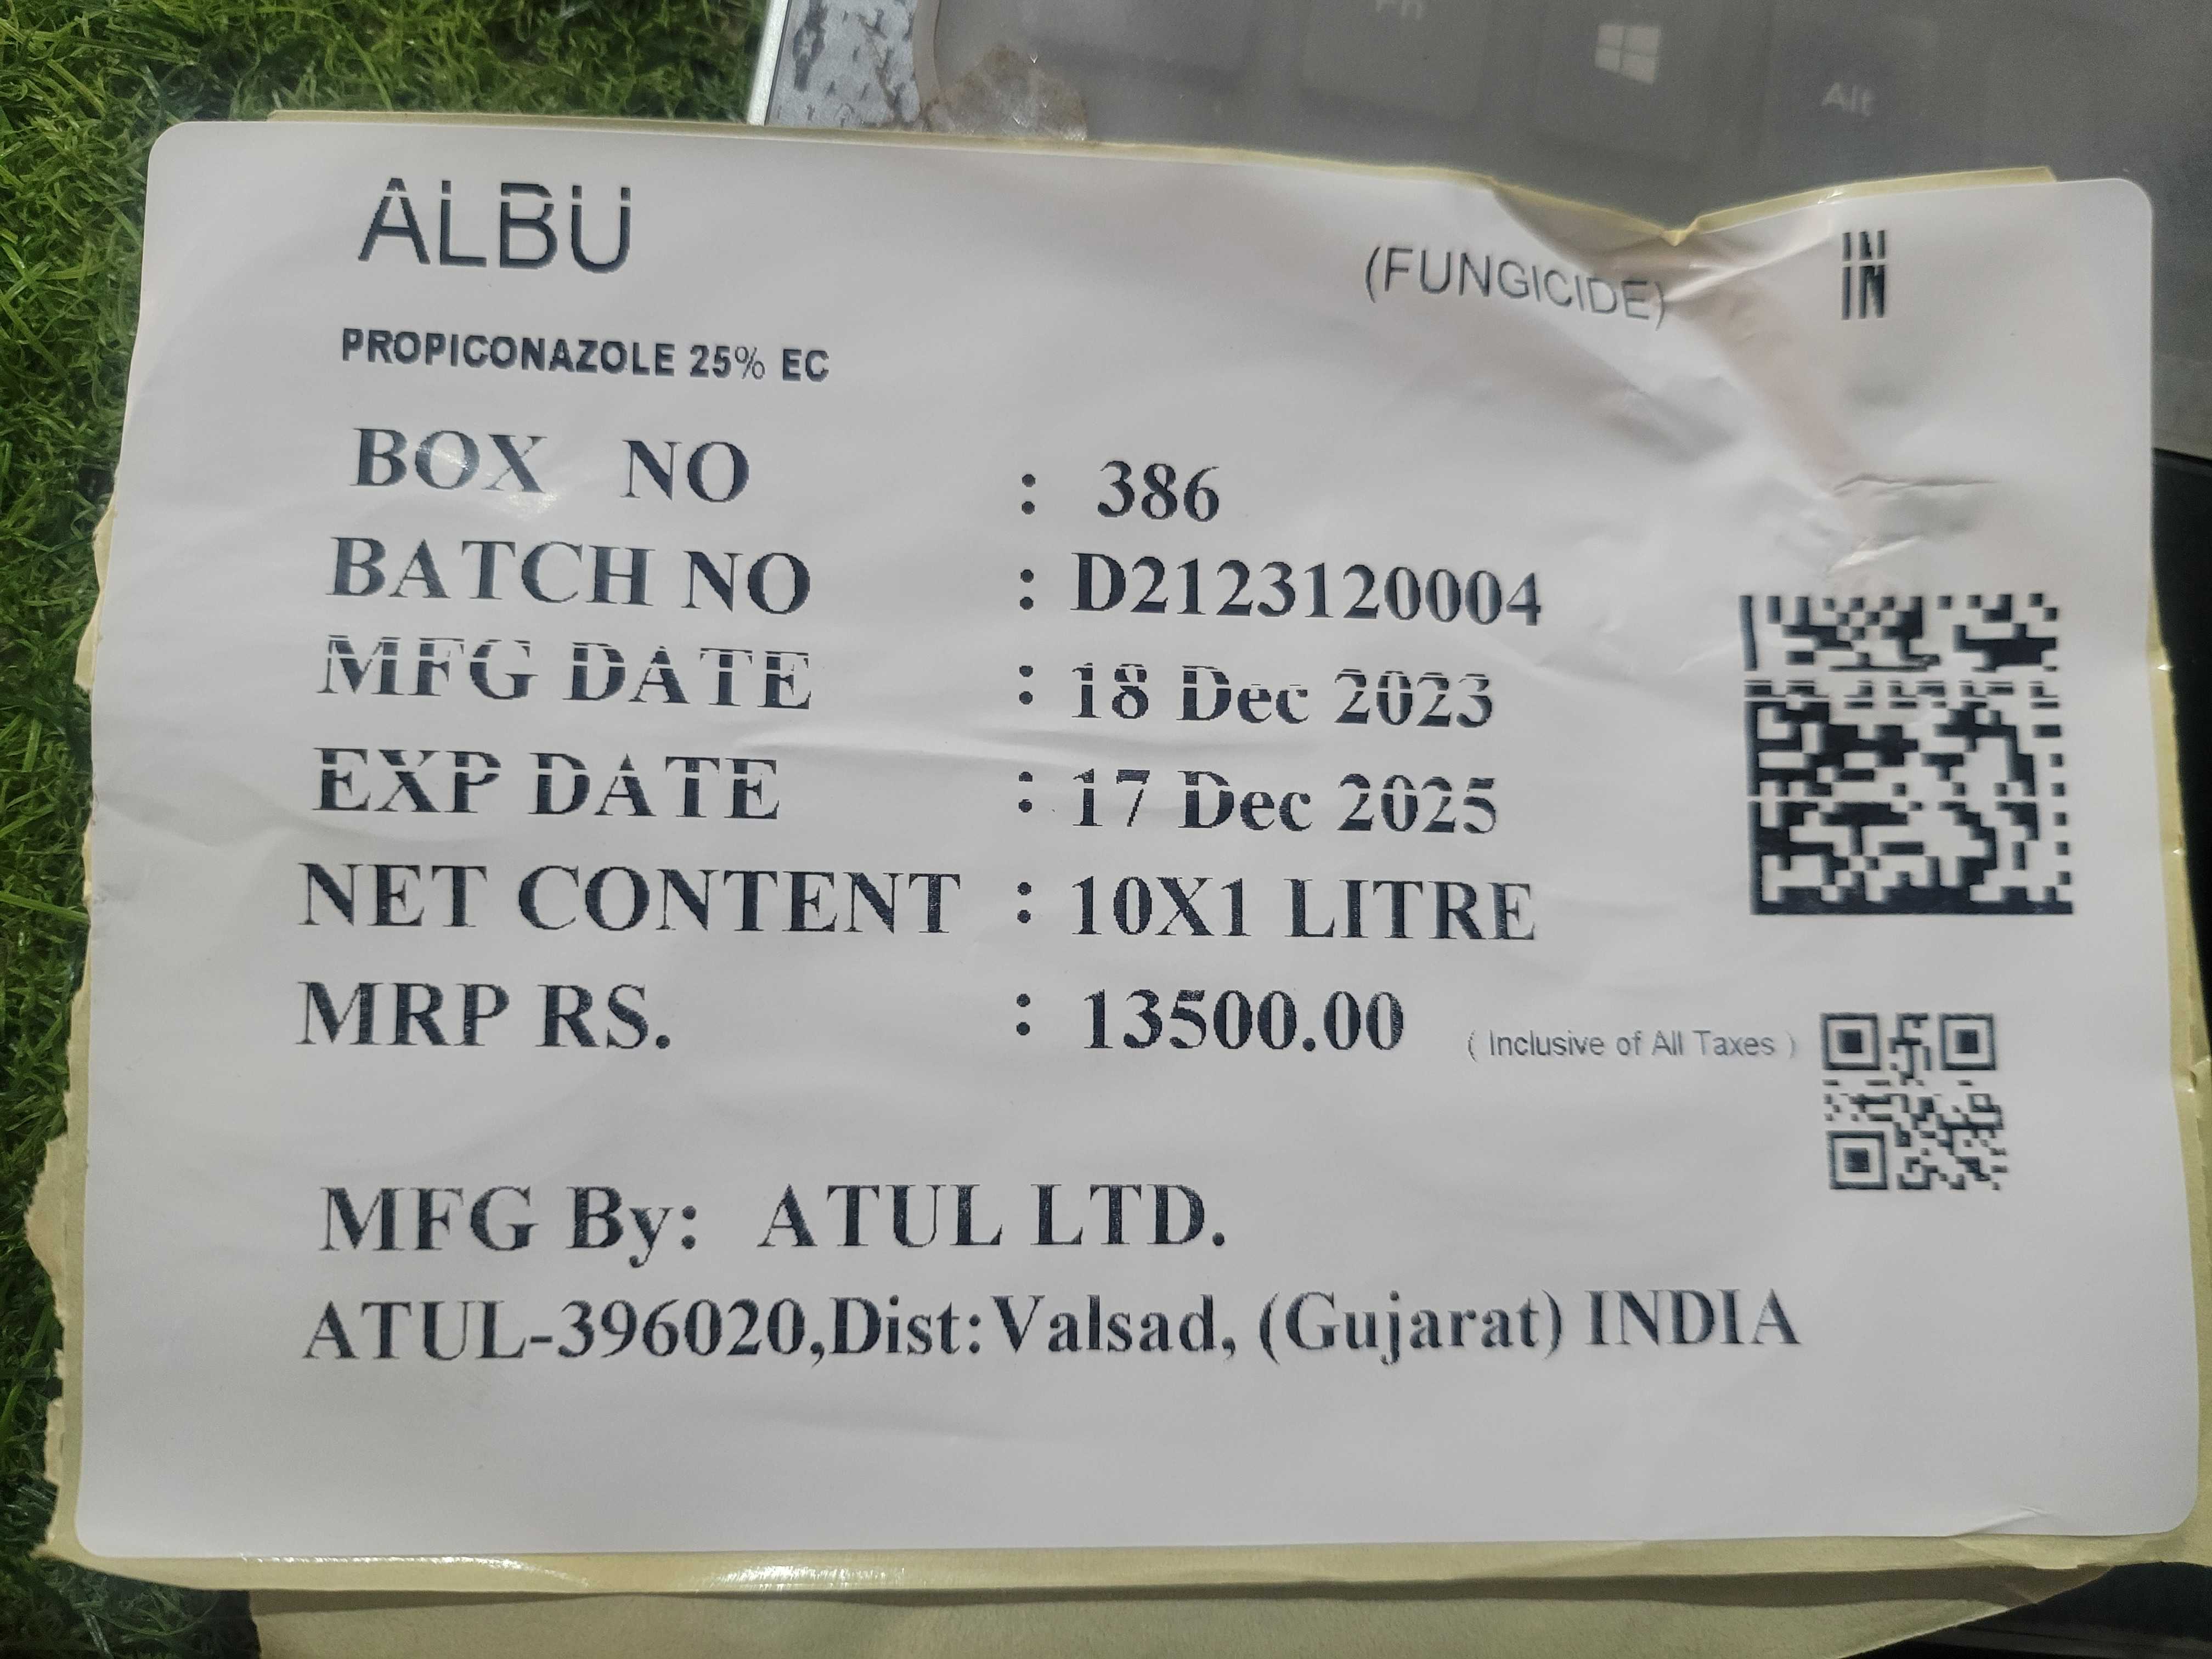 Fn
Alt
ALBU
(FUNGICIDE)
IN
PROPICONAZOLE 25% EC
BOX NO : 386
BATCH NO : D2123120004
MFG DATE : 18 Dec 2023
EXP DATE : 17 Dec 2025
NET CONTENT : 10X1 LITRE
MRP RS. : 13500.00 ( Inclusive of All Taxes )
MFG By: ATUL LTD.
ATUL-396020,Dist:Valsad, (Gujarat) INDIA